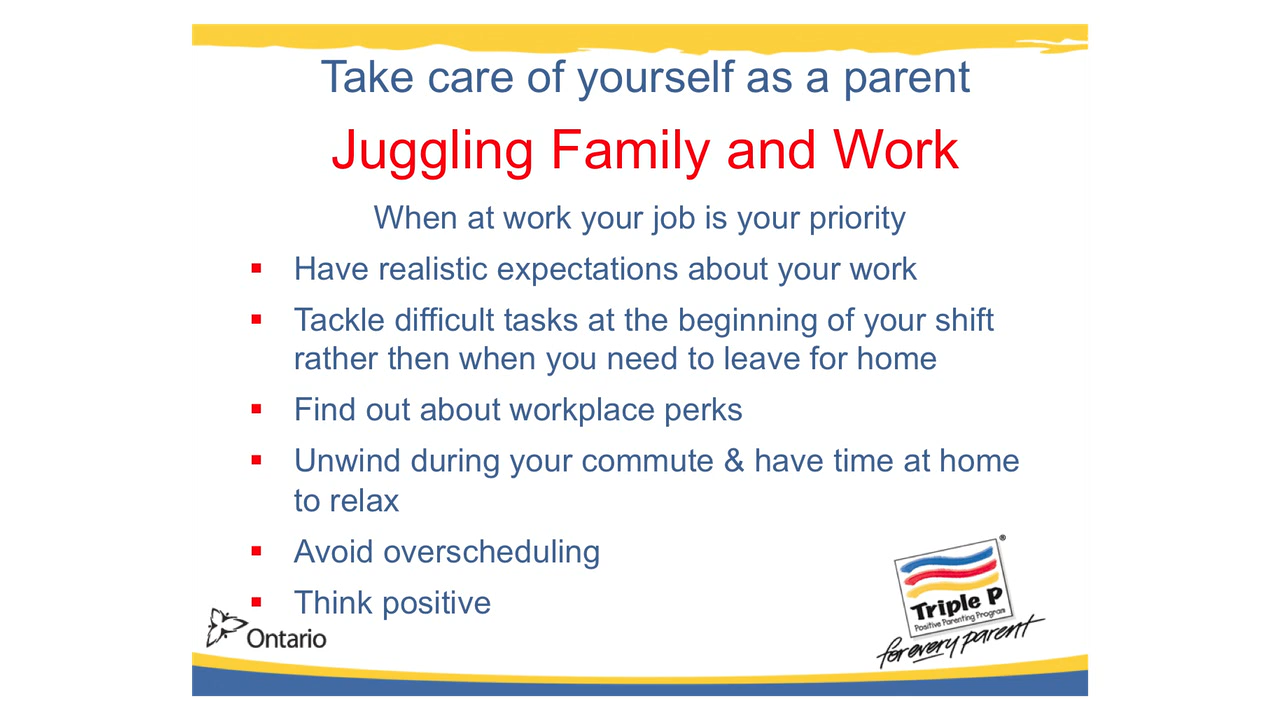 Take care of yourself as a parent
Juggling Family and Work
When at work your job is your priority
▪ Have realistic expectations about your work
▪ Tackle difficult tasks at the beginning of your shift
rather then when you need to leave for home
▪ Find out about workplace perks
▪ Unwind during your commute & have time at home
to relax
▪ Avoid overscheduling
▪ Think positive
Ontario
®
Triple P
Positive Parenting Program
for every parent